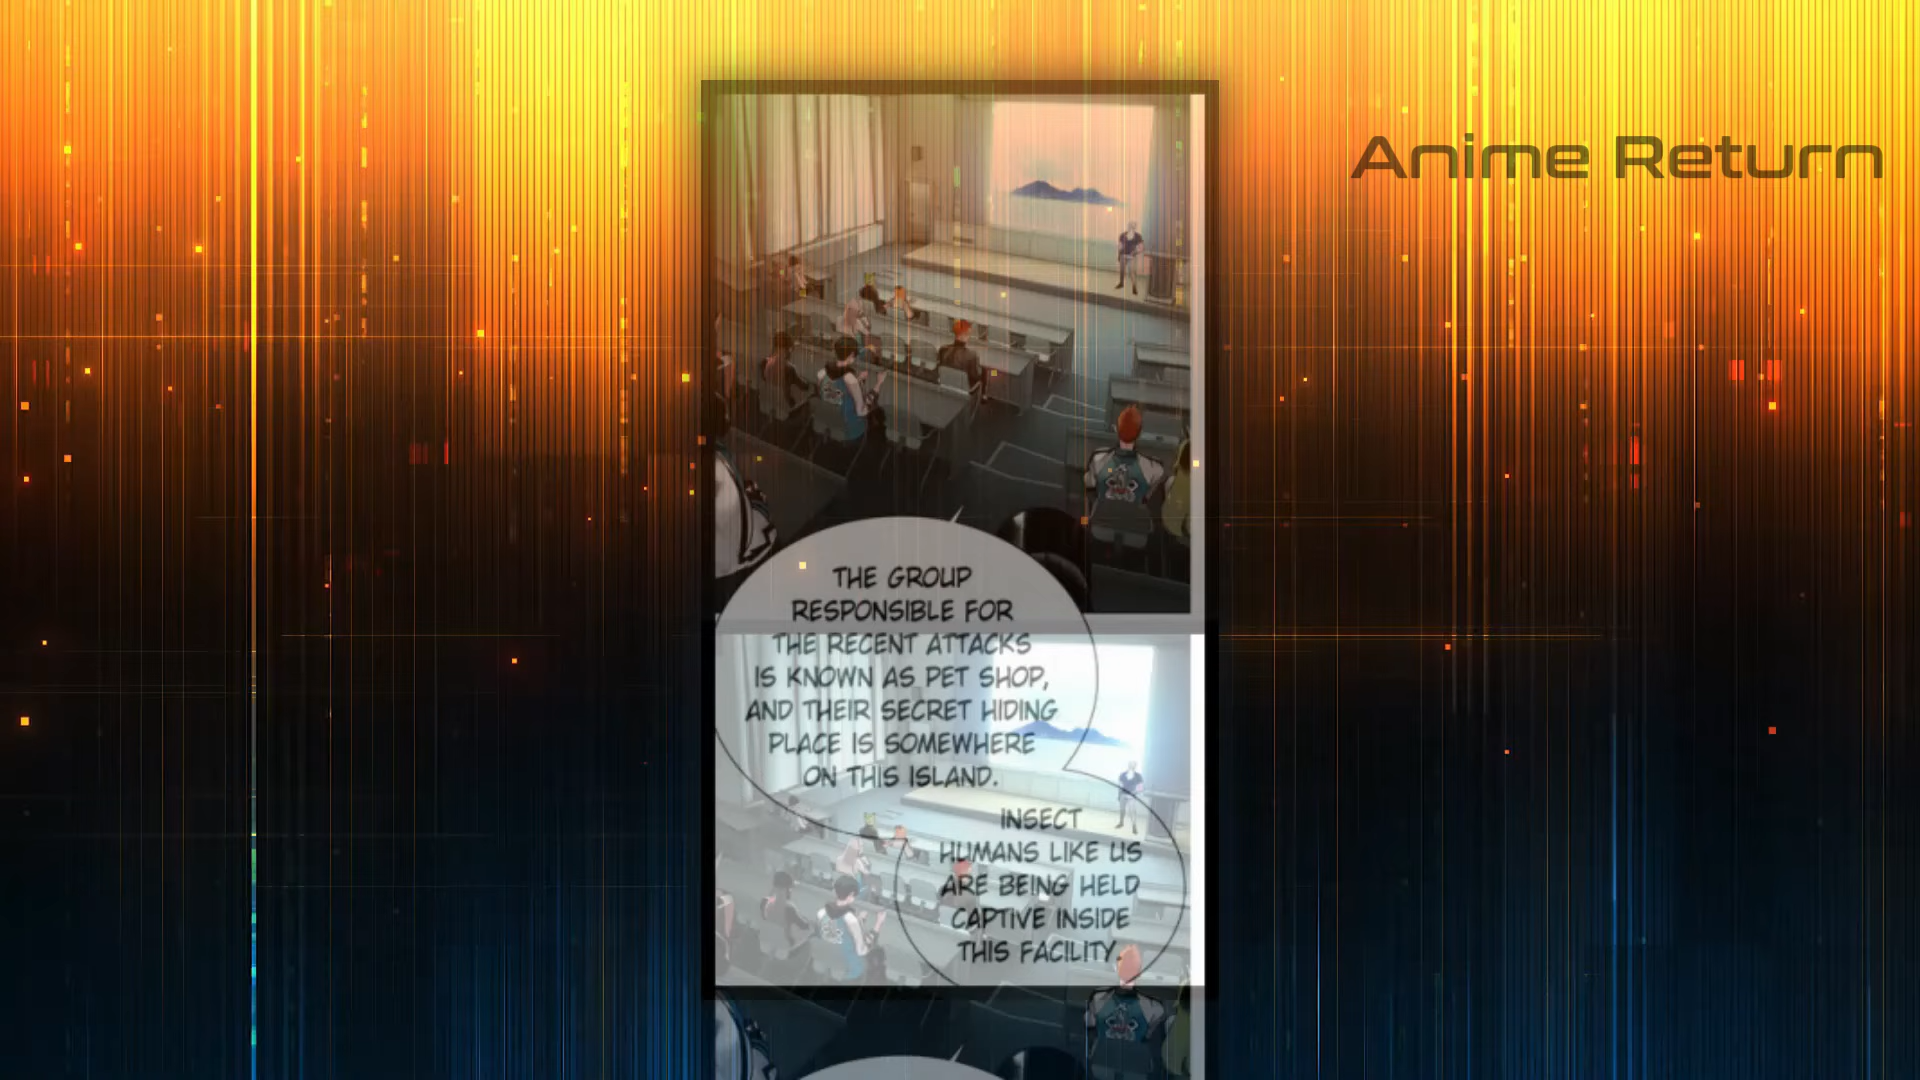 Anime Return
THE GROUP
RESPONSIBLE FOR
THE RECENT ATTACKS
IS KNOWN AS PET SHOP,
AND THEIR SECRET HIDING
PLACE IS SOMEWHERE
ON THIS ISLAND.
INSECT
HUMANS LIKE US
ARE BEING HELD
CAPTIVE INSIDE
THIS FACILITY.